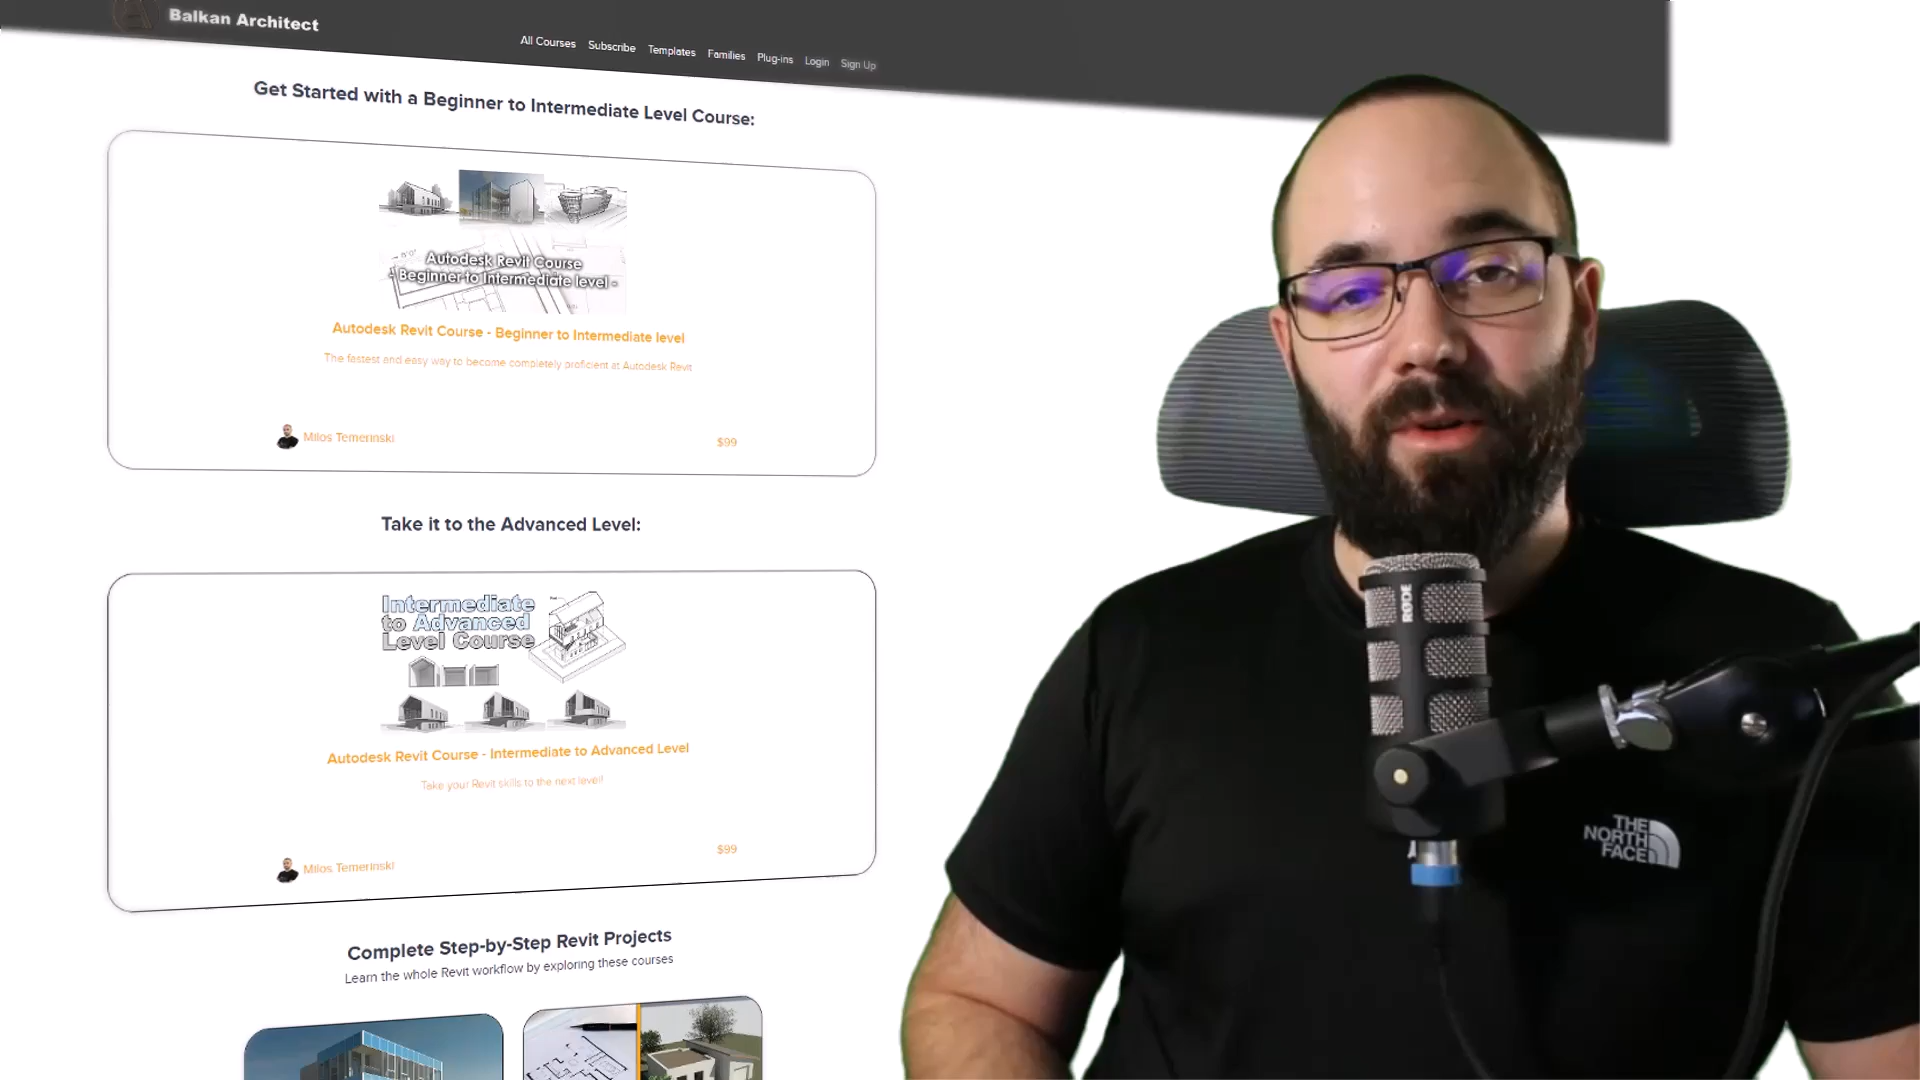 Balkan Architect
All Courses Subscribe Templates Families Plug-ins Login Sign Up
Get Started with a Beginner to Intermediate Level Course:
Autodesk Revit Course
- Beginner to Intermediate level -
Autodesk Revit Course - Beginner to Intermediate level
The fastest and easy way to become completely proficient at Autodesk Revit
Milos Temerinski
$99
Take it to the Advanced Level:
Intermediate
to Advanced
Level Course
Autodesk Revit Course - Intermediate to Advanced Level
Take your Revit skills to the next level!
Milos Temerinski
$99
Complete Step-by-Step Revit Projects
Learn the whole Revit workflow by exploring these courses
RØDE
THE
NORTH
FACE